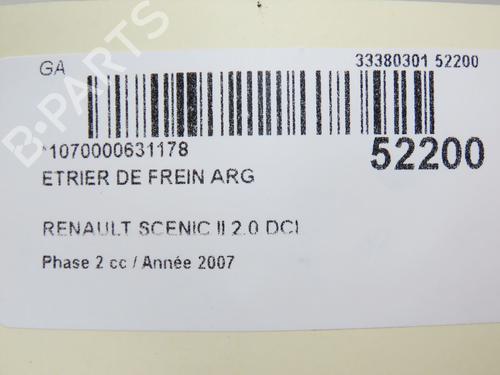 GA
33380301 52200
*1070000631178
52200
ETRIER DE FREIN ARG
RENAULT SCENIC II 2.0 DCI
Phase 2 cc / Année 2007
B-PARTS